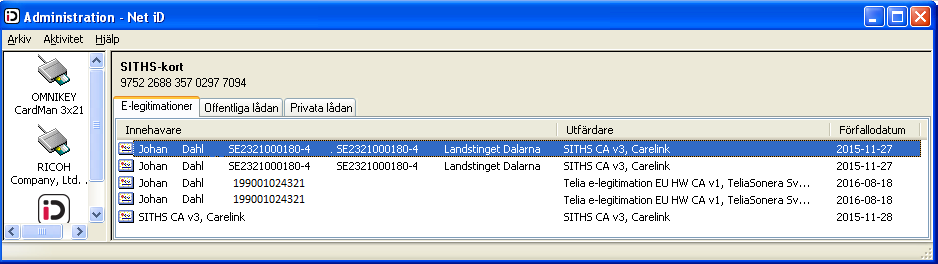 Administration - Net iD
Arkiv Aktivitet Hjälp
OMNIKEY
CardMan 3x21
RICOH
Company, Ltd. .
iD
SITHS-kort
9752 2688 357 0297 7094
E-legitimationer Offentliga lådan Privata lådan
Innehavare Utfärdare Förfallodatum
Johan Dahl SE2321000180-4 . SE2321000180-4 Landstinget Dalarna SITHS CA v3, Carelink 2015-11-27
Johan Dahl SE2321000180-4 SE2321000180-4 Landstinget Dalarna SITHS CA v3, Carelink 2015-11-27
Johan Dahl 199001024321 Telia e-legitimation EU HW CA v1, TeliaSonera Sv... 2016-08-18
Johan Dahl 199001024321 Telia e-legitimation EU HW CA v1, TeliaSonera Sv... 2016-08-18
SITHS CA v3, Carelink SITHS CA v3, Carelink 2015-11-28